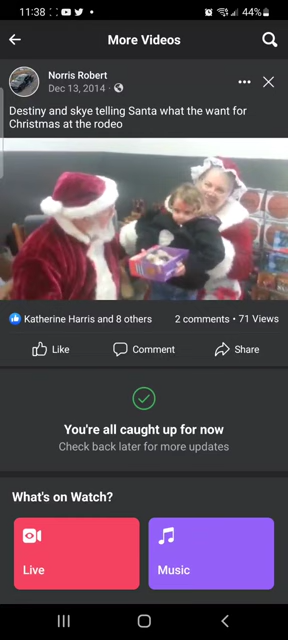 11:38
44%
More Videos
Norris Robert
Dec 13, 2014 ·
Destiny and skye telling Santa what the want for
Christmas at the rodeo
Katherine Harris and 8 others
2 comments • 71 Views
Like
Comment
Share
You're all caught up for now
Check back later for more updates
What's on Watch?
Live
Music